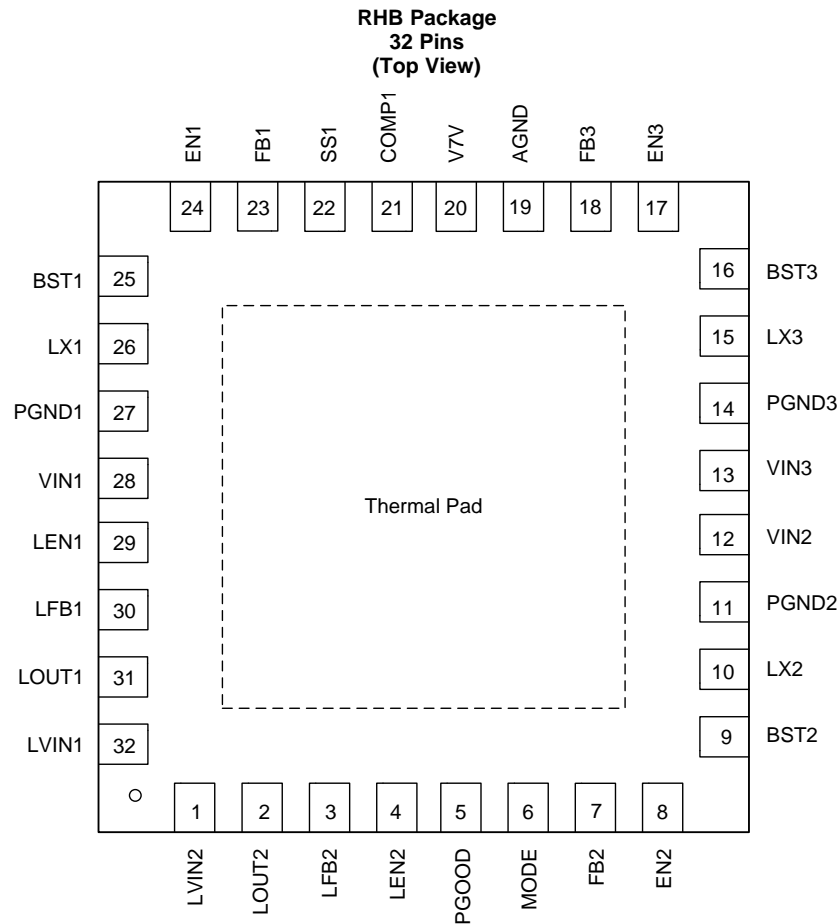 RHB Package
32 Pins
(Top View)
EN1
FB1
SS1
COMP1
V7V
AGND
FB3
EN3
24 23 22 21 20 19 18 17
BST1 25
LX1 26
PGND1 27
VIN1 28
LEN1 29
LFB1 30
LOUT1 31
LVIN1 32
Thermal Pad
16 BST3
15 LX3
14 PGND3
13 VIN3
12 VIN2
11 PGND2
10 LX2
9 BST2
1 2 3 4 5 6 7 8
LVIN2
LOUT2
LFB2
LEN2
PGOOD
MODE
FB2
EN2